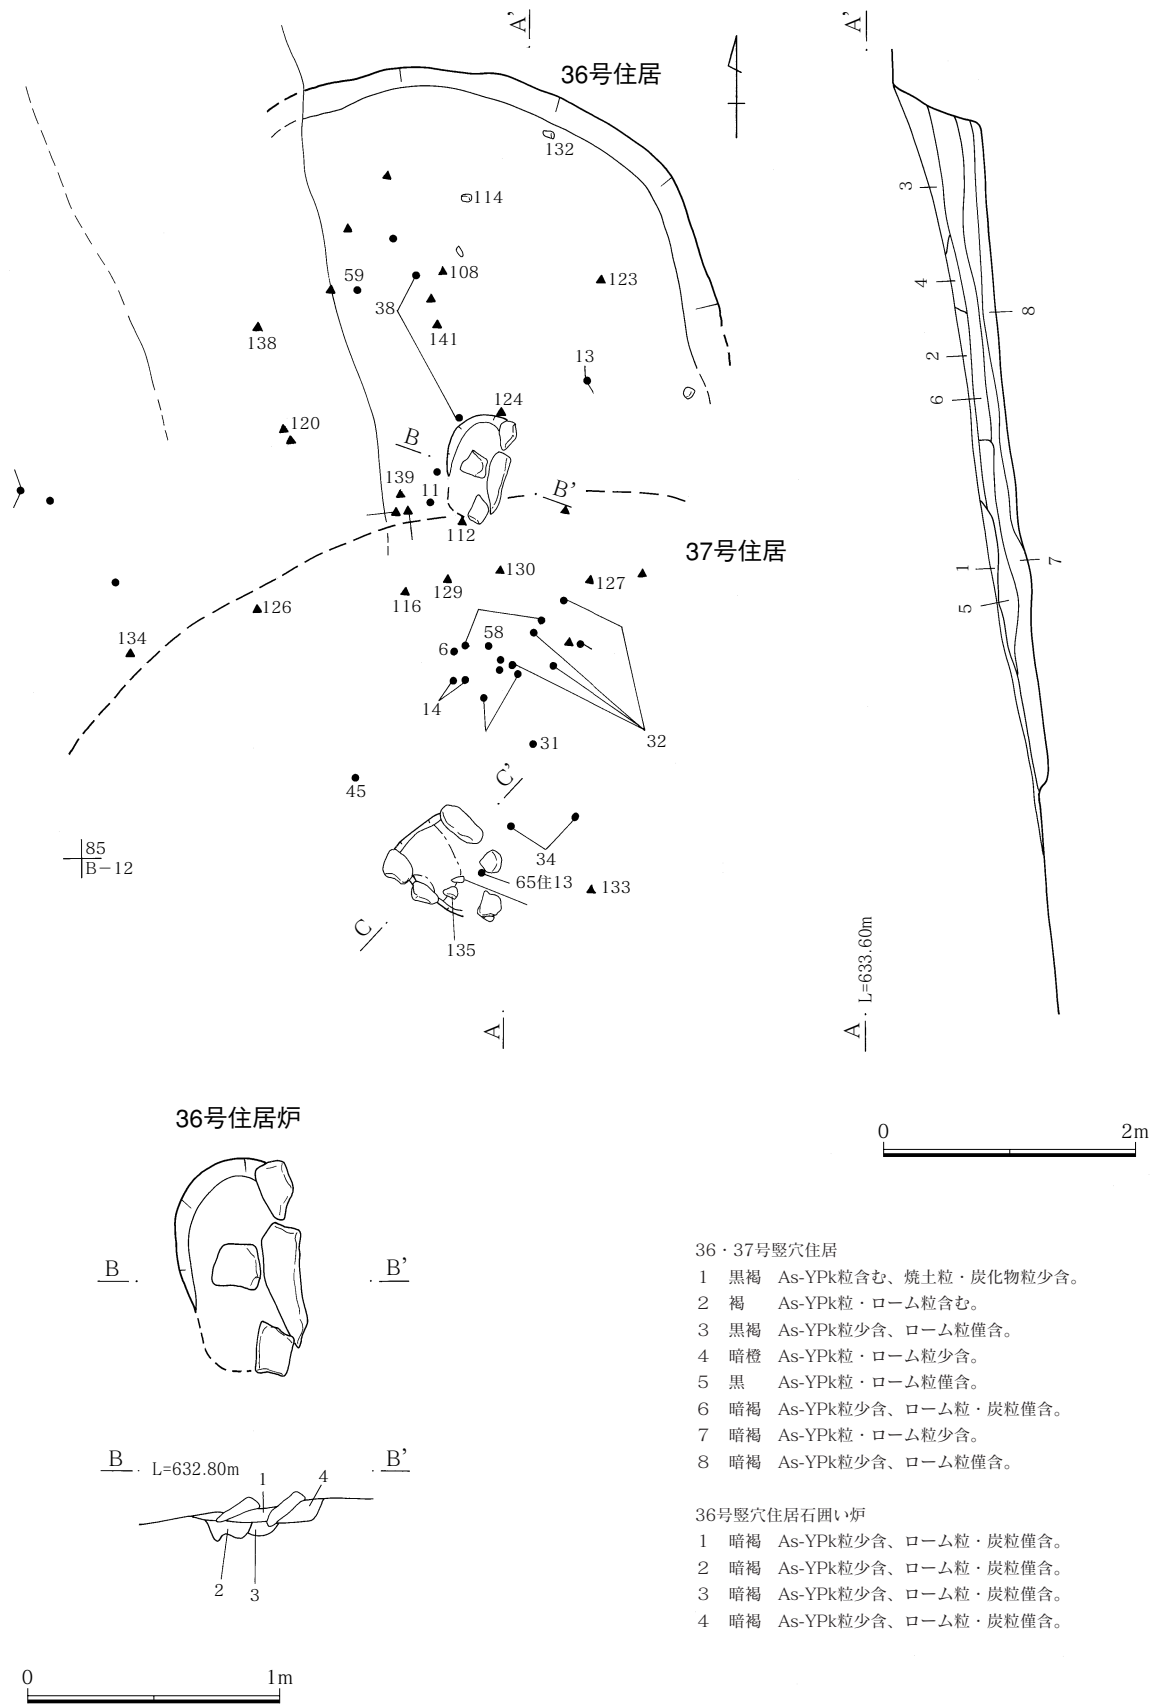 A'
A'
36号住居
132
114
3
59
108
123
4
38
8
138
141
2
13
6
124
120
B
139
11
B'
112
37号住居
7
130
127
1
129
116
126
5
58
134
6
14
32
31
C'
45
34
85
B－12
65住13
133
C
135
L=633.60m
A
A
36号住居炉
0 2m
B B'
36・37号竪穴住居
1 黒褐 As-YPk粒含む、焼土粒・炭化物粒少含。
2 褐 As-YPk粒・ローム粒含む。
3 黒褐 As-YPk粒少含、ローム粒僅含。
4 暗橙 As-YPk粒・ローム粒少含。
5 黒 As-YPk粒・ローム粒僅含。
6 暗褐 As-YPk粒少含、ローム粒・炭粒僅含。
7 暗褐 As-YPk粒・ローム粒少含。
8 暗褐 As-YPk粒少含、ローム粒僅含。
B L=632.80m B'
1
4
2
3
36号竪穴住居石囲い炉
1 暗褐 As-YPk粒少含、ローム粒・炭粒僅含。
2 暗褐 As-YPk粒少含、ローム粒・炭粒僅含。
3 暗褐 As-YPk粒少含、ローム粒・炭粒僅含。
4 暗褐 As-YPk粒少含、ローム粒・炭粒僅含。
0 1m